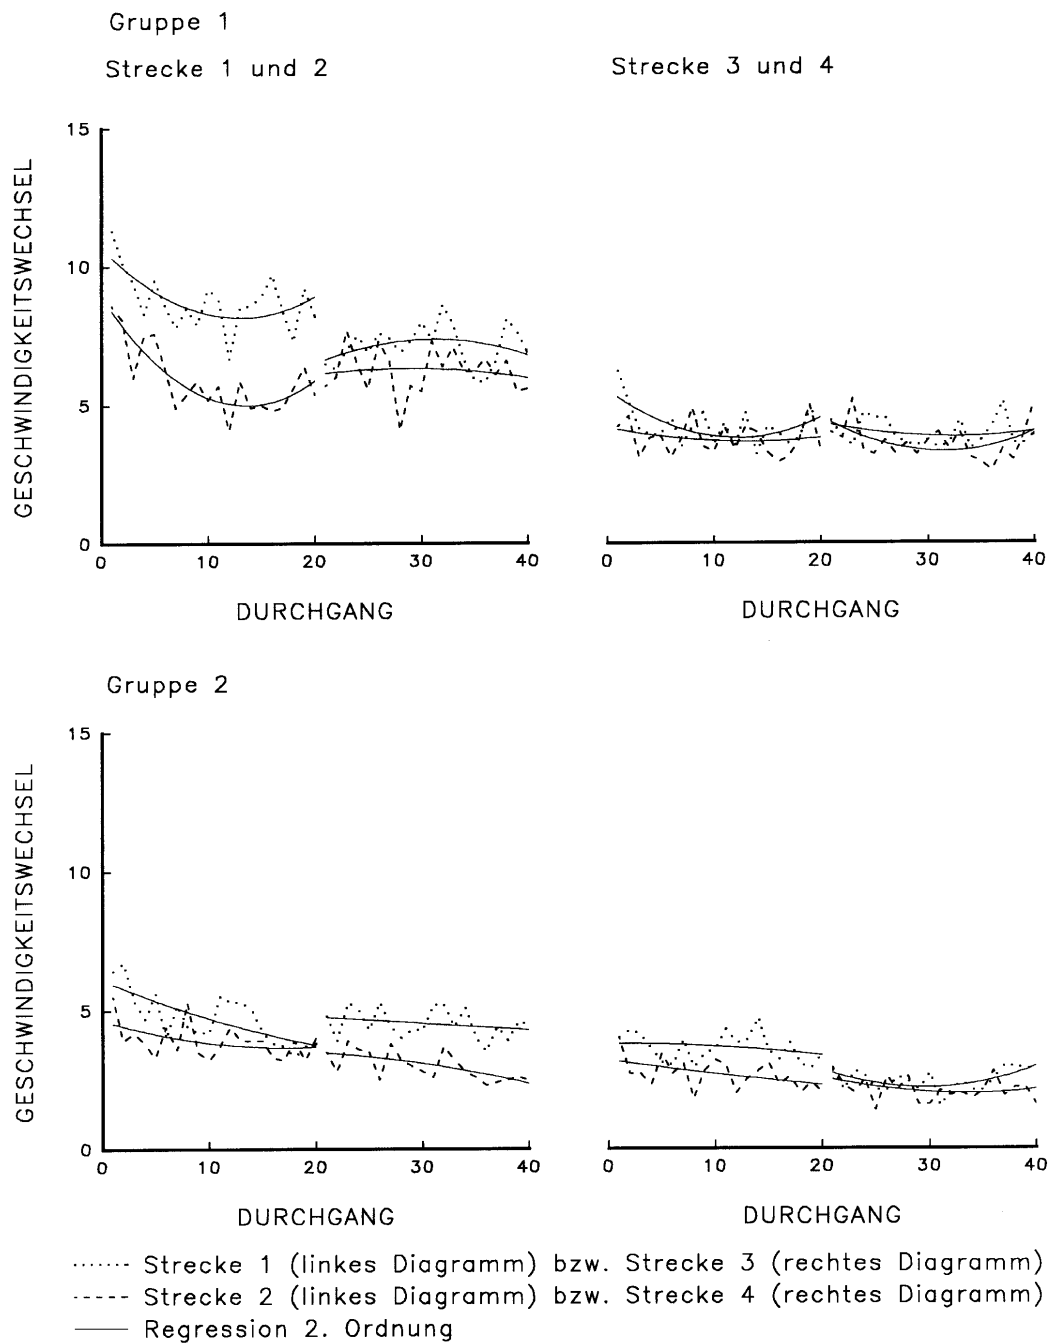 Gruppe 1
Strecke 1 und 2
Strecke 3 und 4
15
10
5
0
GESCHWINDIGKEITSWECHSEL
0 10 20 30 40
0 10 20 30 40
DURCHGANG
DURCHGANG
Gruppe 2
15
10
5
0
GESCHWINDIGKEITSWECHSEL
0 10 20 30 40
0 10 20 30 40
DURCHGANG
DURCHGANG
Strecke 1 (linkes Diagramm) bzw. Strecke 3 (rechtes Diagramm)
Strecke 2 (linkes Diagramm) bzw. Strecke 4 (rechtes Diagramm)
Regression 2. Ordnung